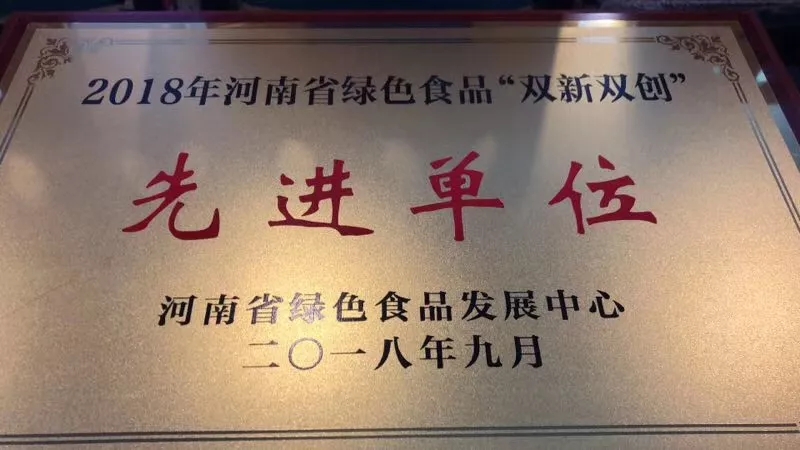 2018年河南省绿色食品“双新双创”
先进单位
河南省绿色食品发展中心
二〇一八年九月